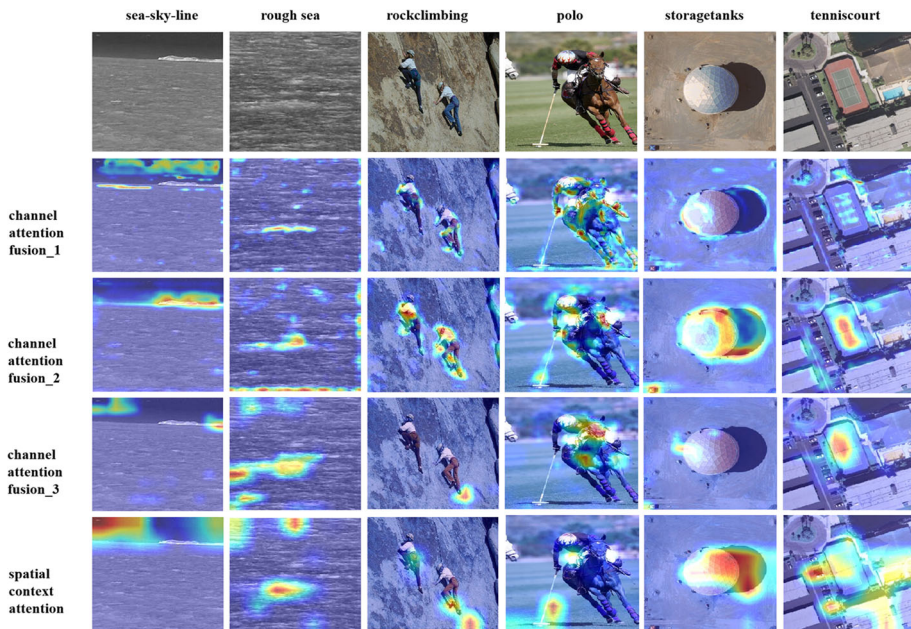 sea-sky-line rough sea rockclimbing polo storagetanks tenniscourt
channel
attention
fusion_1
channel
attention
fusion_2
channel
attention
fusion_3
spatial
context
attention